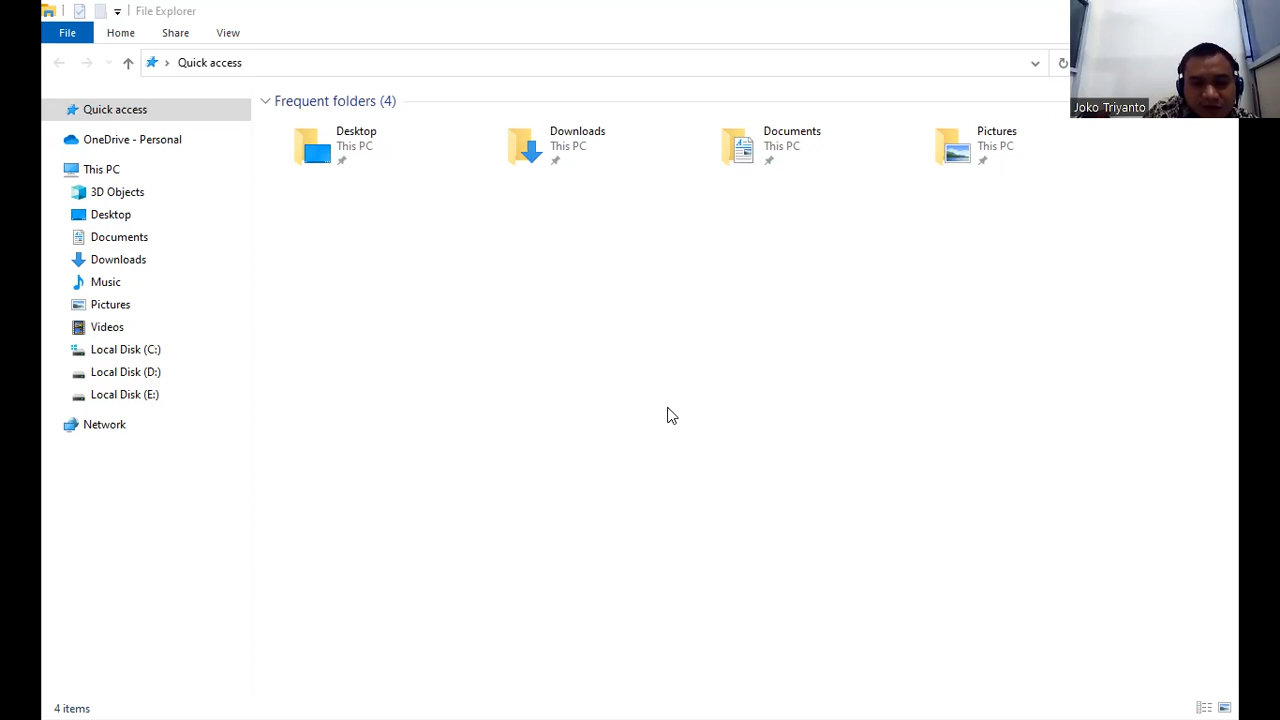 File Explorer
File Home Share View
Quick access
Joko Triyanto
Quick access
OneDrive - Personal
This PC
3D Objects
Desktop
Documents
Downloads
Music
Pictures
Videos
Local Disk (C:)
Local Disk (D:)
Local Disk (E:)
Network
Frequent folders (4)
Desktop
This PC
Downloads
This PC
Documents
This PC
Pictures
This PC
4 items